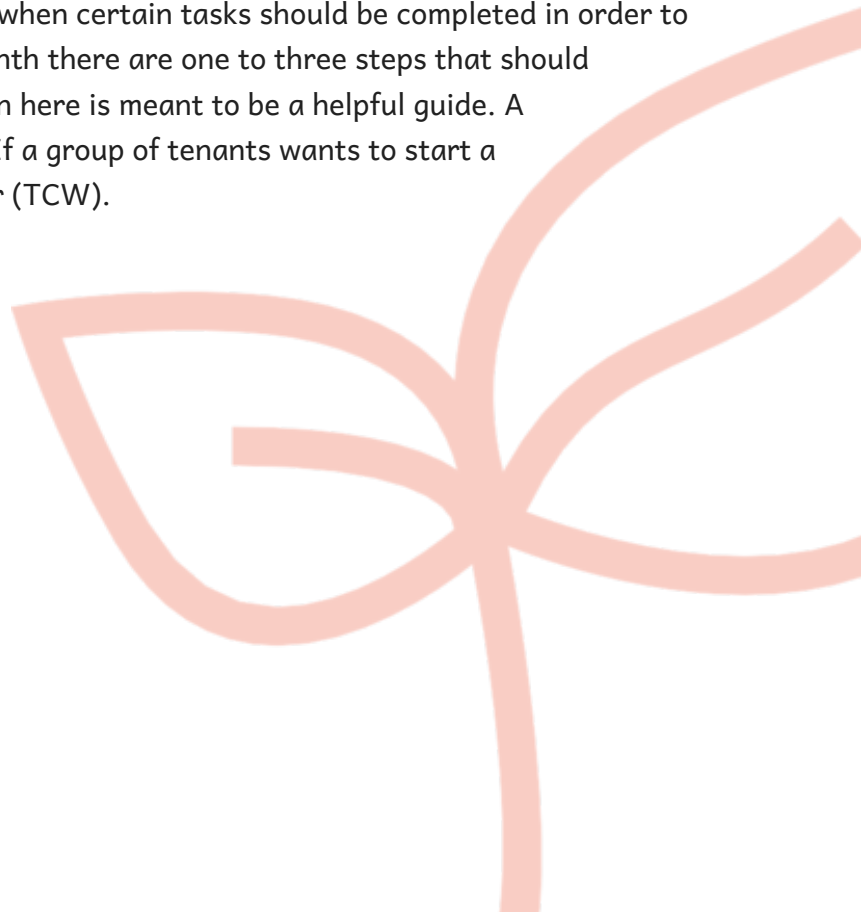 when certain tasks should be completed in order to
nth there are one to three steps that should
n here is meant to be a helpful guide. A
If a group of tenants wants to start a
r (TCW).